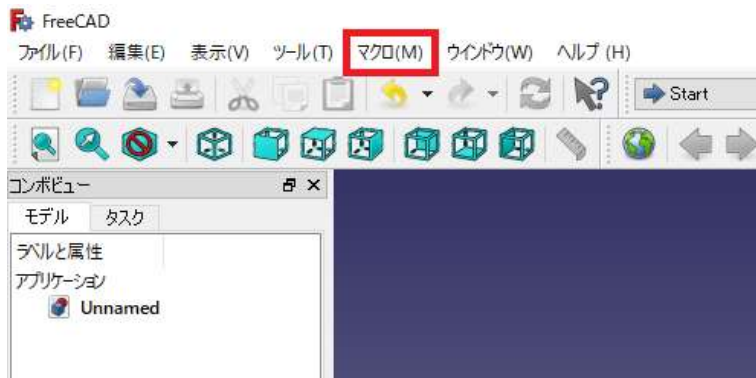 FreeCAD
ファイル(F) 編集(E) 表示(V) ツール(T) マクロ(M) ウインドウ(W) ヘルプ (H)
Start
コンボビュー
モデル タスク
ラベルと属性
アプリケーション
Unnamed